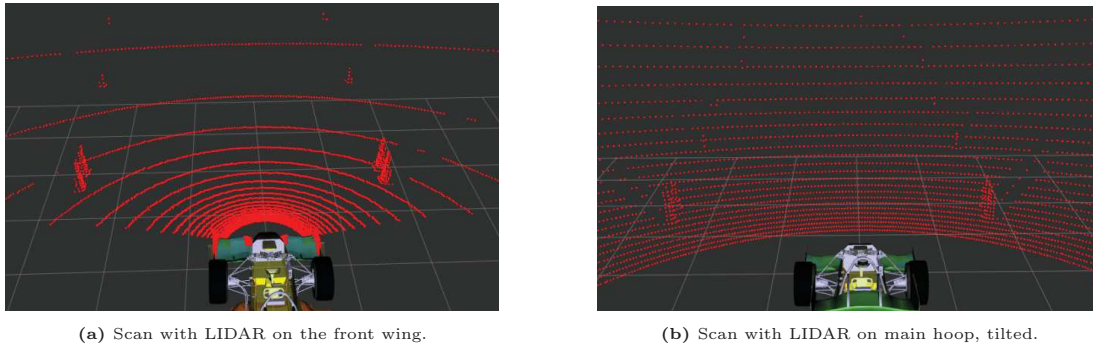 (a) Scan with LIDAR on the front wing.
(b) Scan with LIDAR on main hoop, tilted.